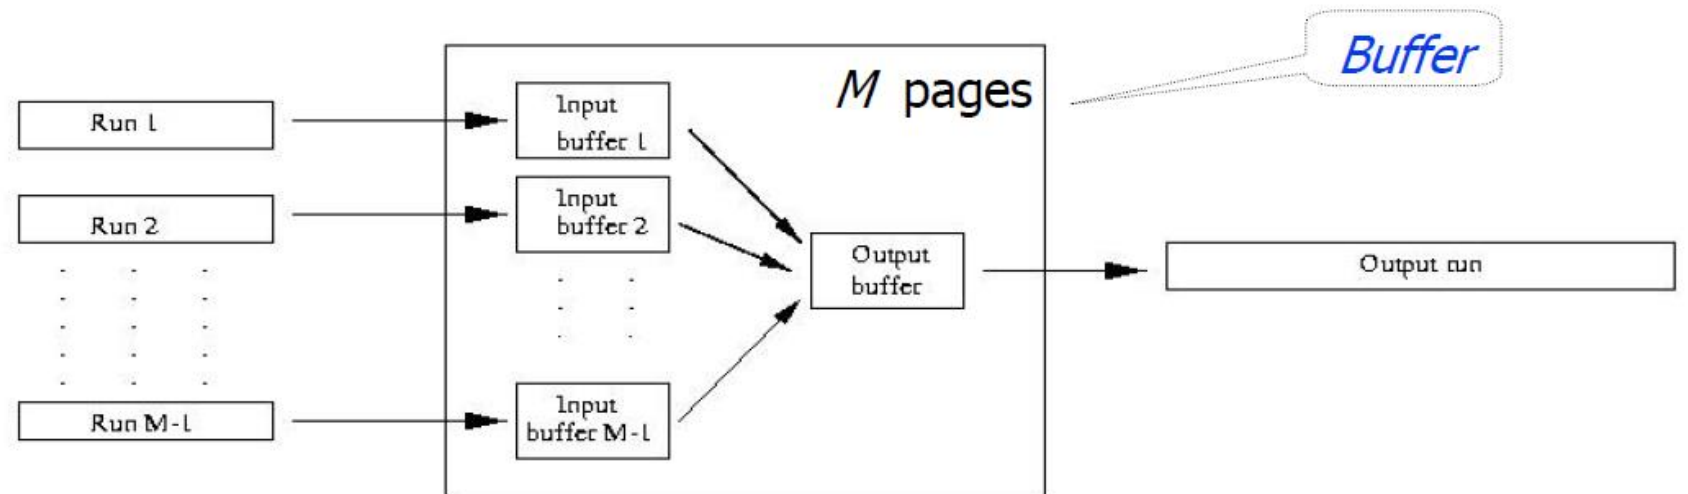 Buffer
M pages
Run 1
Input
buffer 1
Run 2
Input
buffer 2
Output
buffer
Output run
Run M-1
Input
buffer M-1